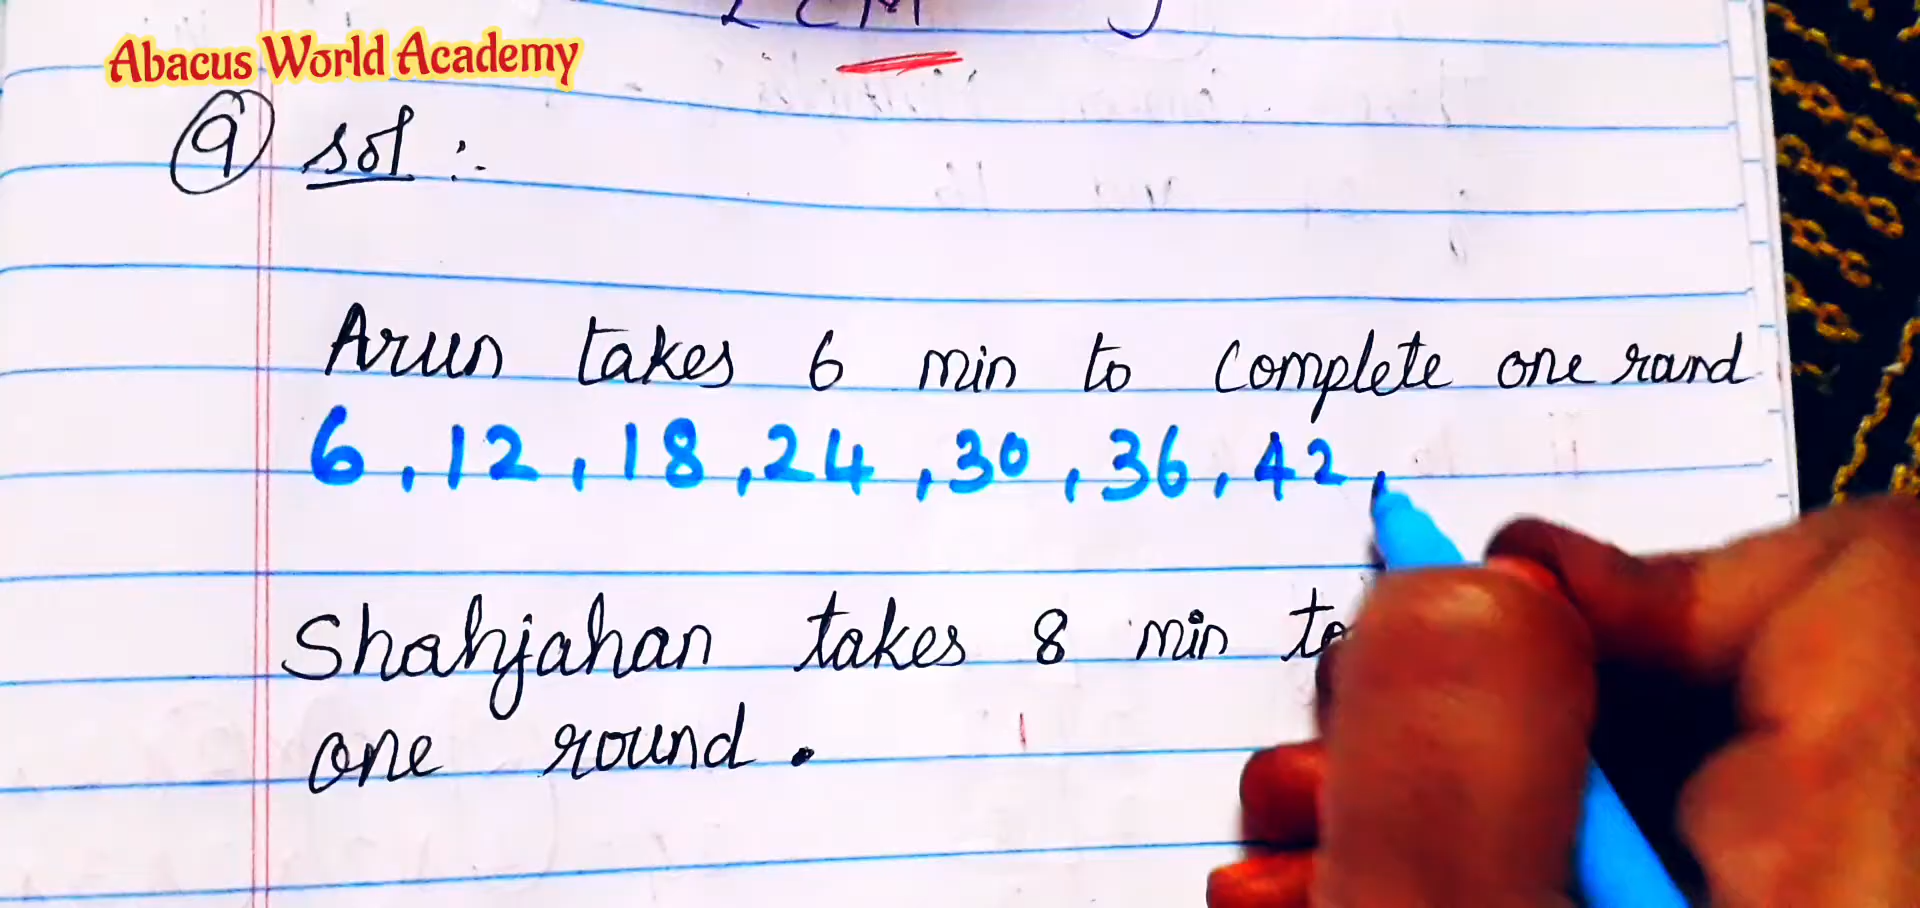 LCM
Abacus World Academy
9 sol :-
Arun takes 6 min to complete one rand
6, 12, 18, 24, 30, 36, 42,
Shahjahan takes 8 min to
one round.